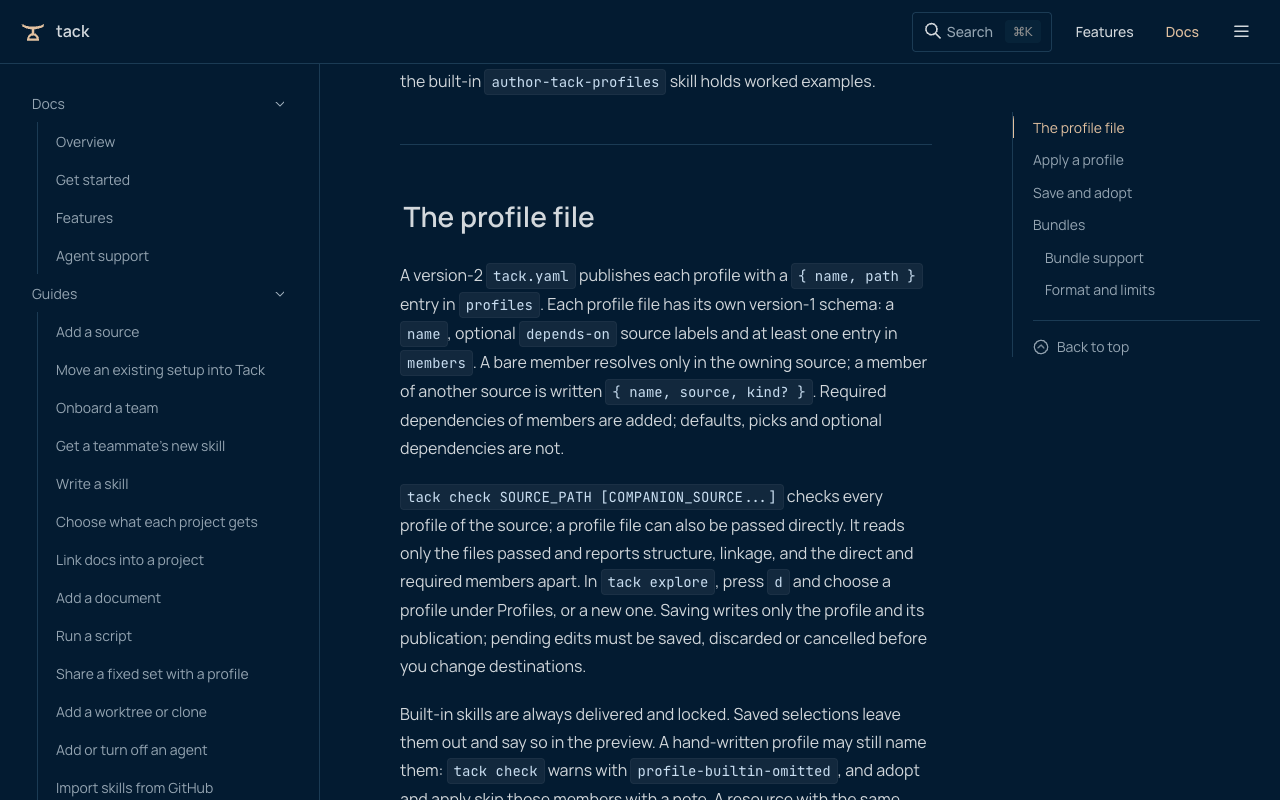 tack
Search ⌘K
Features
Docs
Docs
Overview
Get started
Features
Agent support
Guides
Add a source
Move an existing setup into Tack
Onboard a team
Get a teammate's new skill
Write a skill
Choose what each project gets
Link docs into a project
Add a document
Run a script
Share a fixed set with a profile
Add a worktree or clone
Add or turn off an agent
Import skills from GitHub
the built-in author-tack-profiles skill holds worked examples.
The profile file
A version-2 tack.yaml publishes each profile with a { name, path }
entry in profiles. Each profile file has its own version-1 schema: a
name, optional depends-on source labels and at least one entry in
members. A bare member resolves only in the owning source; a member
of another source is written { name, source, kind? }. Required
dependencies of members are added; defaults, picks and optional
dependencies are not.
tack check SOURCE_PATH [COMPANION_SOURCE...] checks every
profile of the source; a profile file can also be passed directly. It reads
only the files passed and reports structure, linkage, and the direct and
required members apart. In tack explore, press d and choose a
profile under Profiles, or a new one. Saving writes only the profile and its
publication; pending edits must be saved, discarded or cancelled before
you change destinations.
Built-in skills are always delivered and locked. Saved selections leave
them out and say so in the preview. A hand-written profile may still name
them: tack check warns with profile-builtin-omitted, and adopt
and apply skip those members with a note. A resource with the same
The profile file
Apply a profile
Save and adopt
Bundles
Bundle support
Format and limits
Back to top